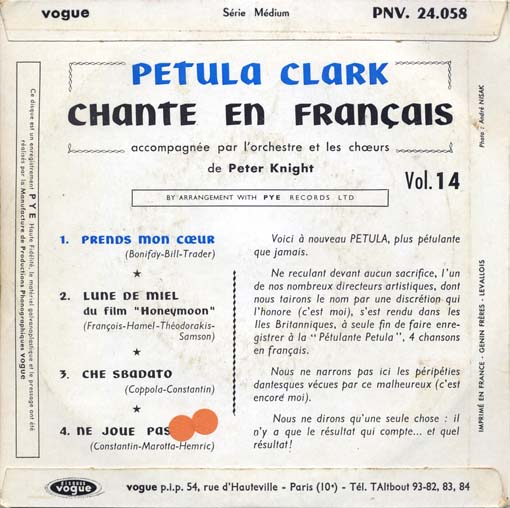 vogue
Série Médium
PNV. 24.058
PETULA CLARK
CHANTE EN FRANÇAIS
accompagnée par l'orchestre et les chœurs
de Peter Knight
Vol. 14
BY ARRANGEMENT WITH PYE RECORDS LTD
Ce disque est un enregistrement
PYE Haute Fidélité, le matériel galvanoplastique et le pressage ont été
réalisés par la Manufacture de Productions Phonographiques VOGUE
1. PRENDS MON CŒUR
(Bonifay-Bill-Trader)
★
2. LUNE DE MIEL
du film "Honeymoon"
(François-Hamel-Théodorakis-
Samson)
★
3. CHE SBADATO
(Coppola-Constantin)
★
4. NE JOUE PAS
(Constantin-Marotta-Hemric)
Voici à nouveau PETULA, plus pétulante
que jamais.
Ne reculant devant aucun sacrifice, l'un
de nos nombreux directeurs artistiques, dont
nous tairons le nom par une discrétion qui
l'honore (c'est moi), s'est rendu dans les
Iles Britanniques, à seule fin de faire enre-
gistrer à la "Pétulante Petula". 4 chansons
en français.
Nous ne narrons pas ici les péripéties
dantesques vécues par ce malheureux (c'est
encoré moi).
Nous ne dirons qu'une seule chose : il
n'y a que le résultat qui compte... et quel
résultat !
Photo : André NISAK
IMPRIMÉ EN FRANCE - GENIN FRÈRES - LEVALLOIS
disques
vogue
vogue p.i.p. 54, rue d'Hauteville - Paris (10e) - Tél. TAItbout 93-82, 83, 84